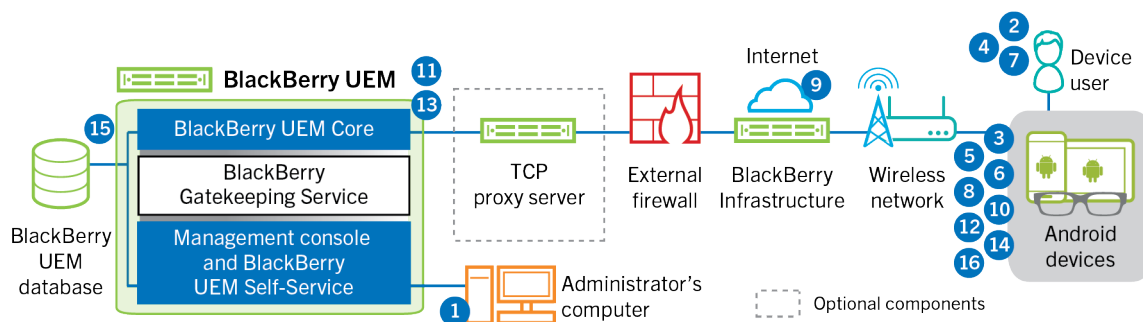 BlackBerry UEM
11
13
15
BlackBerry UEM Core
BlackBerry
Gatekeeping Service
Management console
and BlackBerry
UEM Self-Service
BlackBerry
UEM
database
1
Administrator's
computer
TCP
proxy server
External
firewall
Internet
9
BlackBerry
Infrastructure
Wireless
network
2
4
7
Device
user
3
5
6
8
10
12
14
16
Android
devices
Optional components